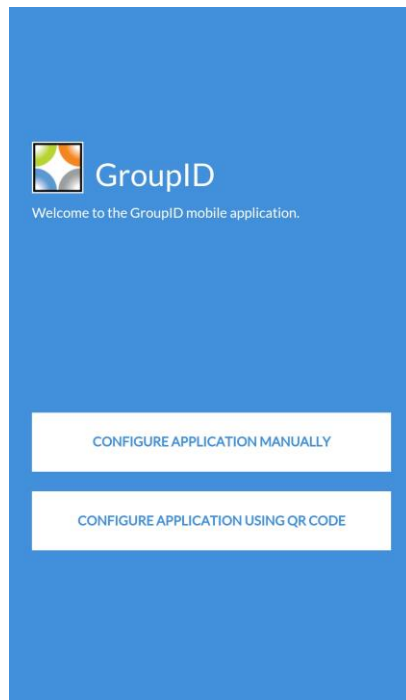 GroupID
Welcome to the GroupID mobile application.
CONFIGURE APPLICATION MANUALLY
CONFIGURE APPLICATION USING QR CODE